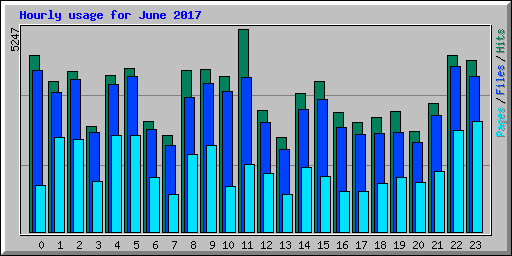 Hourly usage for June 2017
5247
Pages/Files/Hits
0 1 2 3 4 5 6 7 8 9 10 11 12 13 14 15 16 17 18 19 20 21 22 23